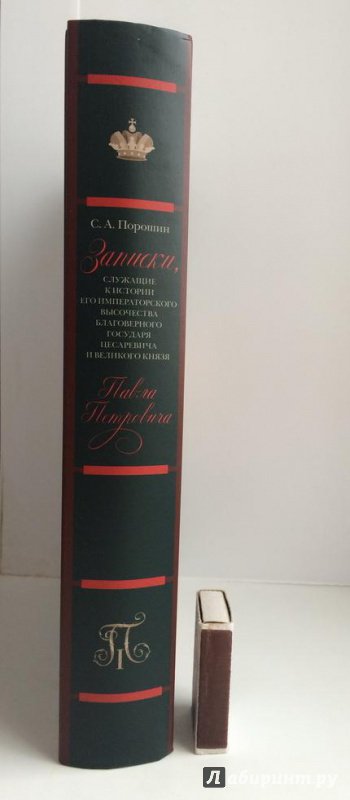 С. А. Порошин
Записки,
СЛУЖАЩИЕ
К ИСТОРИИ
ЕГО ИМПЕРАТОРСКОГО
ВЫСОЧЕСТВА
БЛАГОВЕРНОГО
ГОСУДАРЯ
ЦЕСАРЕВИЧА
И ВЕЛИКОГО КНЯЗЯ
Павла
Петровича
П I
Лабиринт.ру